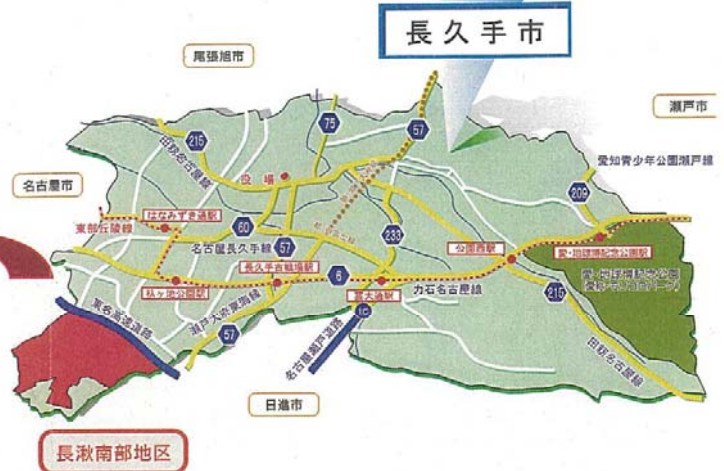 長久手市
尾張旭市
瀬戸市
名古屋市
75
57
215
田籾名古屋線
役場
愛知青少年公園瀬戸線
209
はなみずき通駅
東部丘陵線
60
名古屋長久手線
57
233
公園西駅
愛・地球博記念公園駅
長久手古戦場駅
6
杁ヶ池公園駅
芸大通駅
力石名古屋線
愛・地球博記念公園
215
田籾名古屋線
瀬戸大府東海線
57
東名高速道路
IC
名古屋瀬戸道路
日進市
長湫南部地区